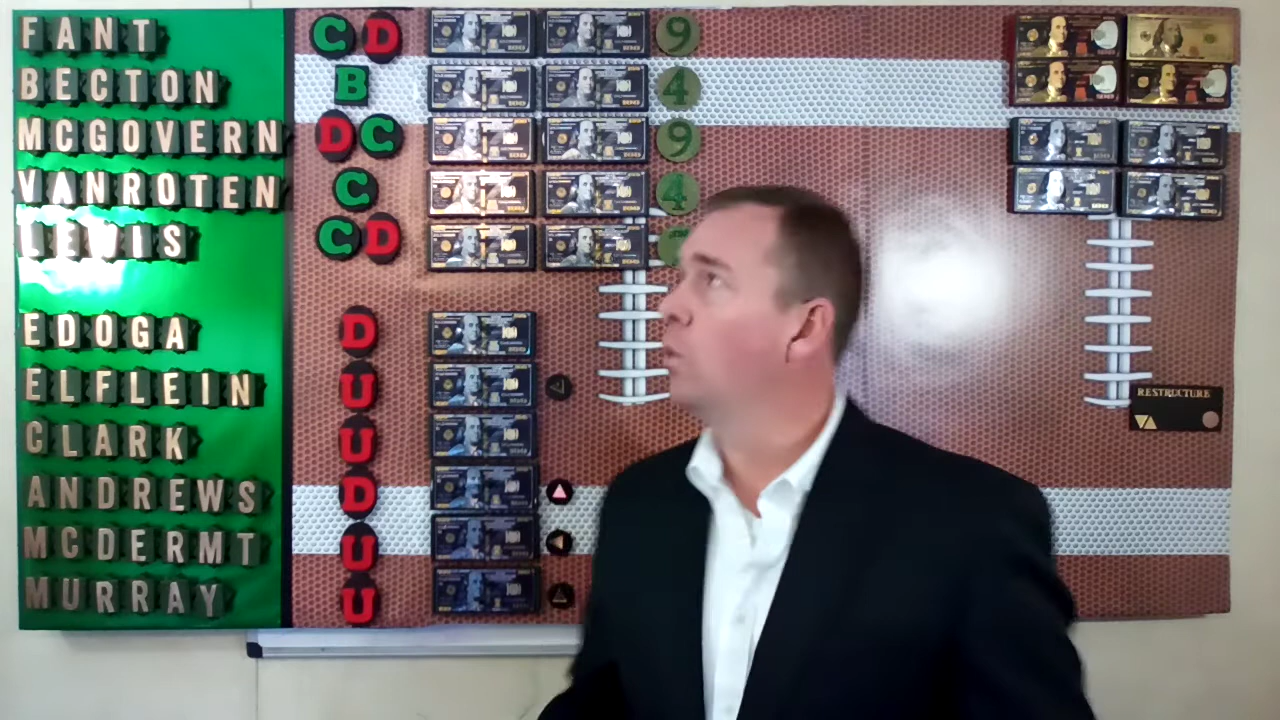 FANT C D 9
BECTON B 4
MCGOVERN D C 9
VANROTEN C 4
LEWIS C D
EDOGA D
ELFLEIN U
CLARK U
ANDREWS D
MCDERMT U
MURRAY U
RESTRUCTURE